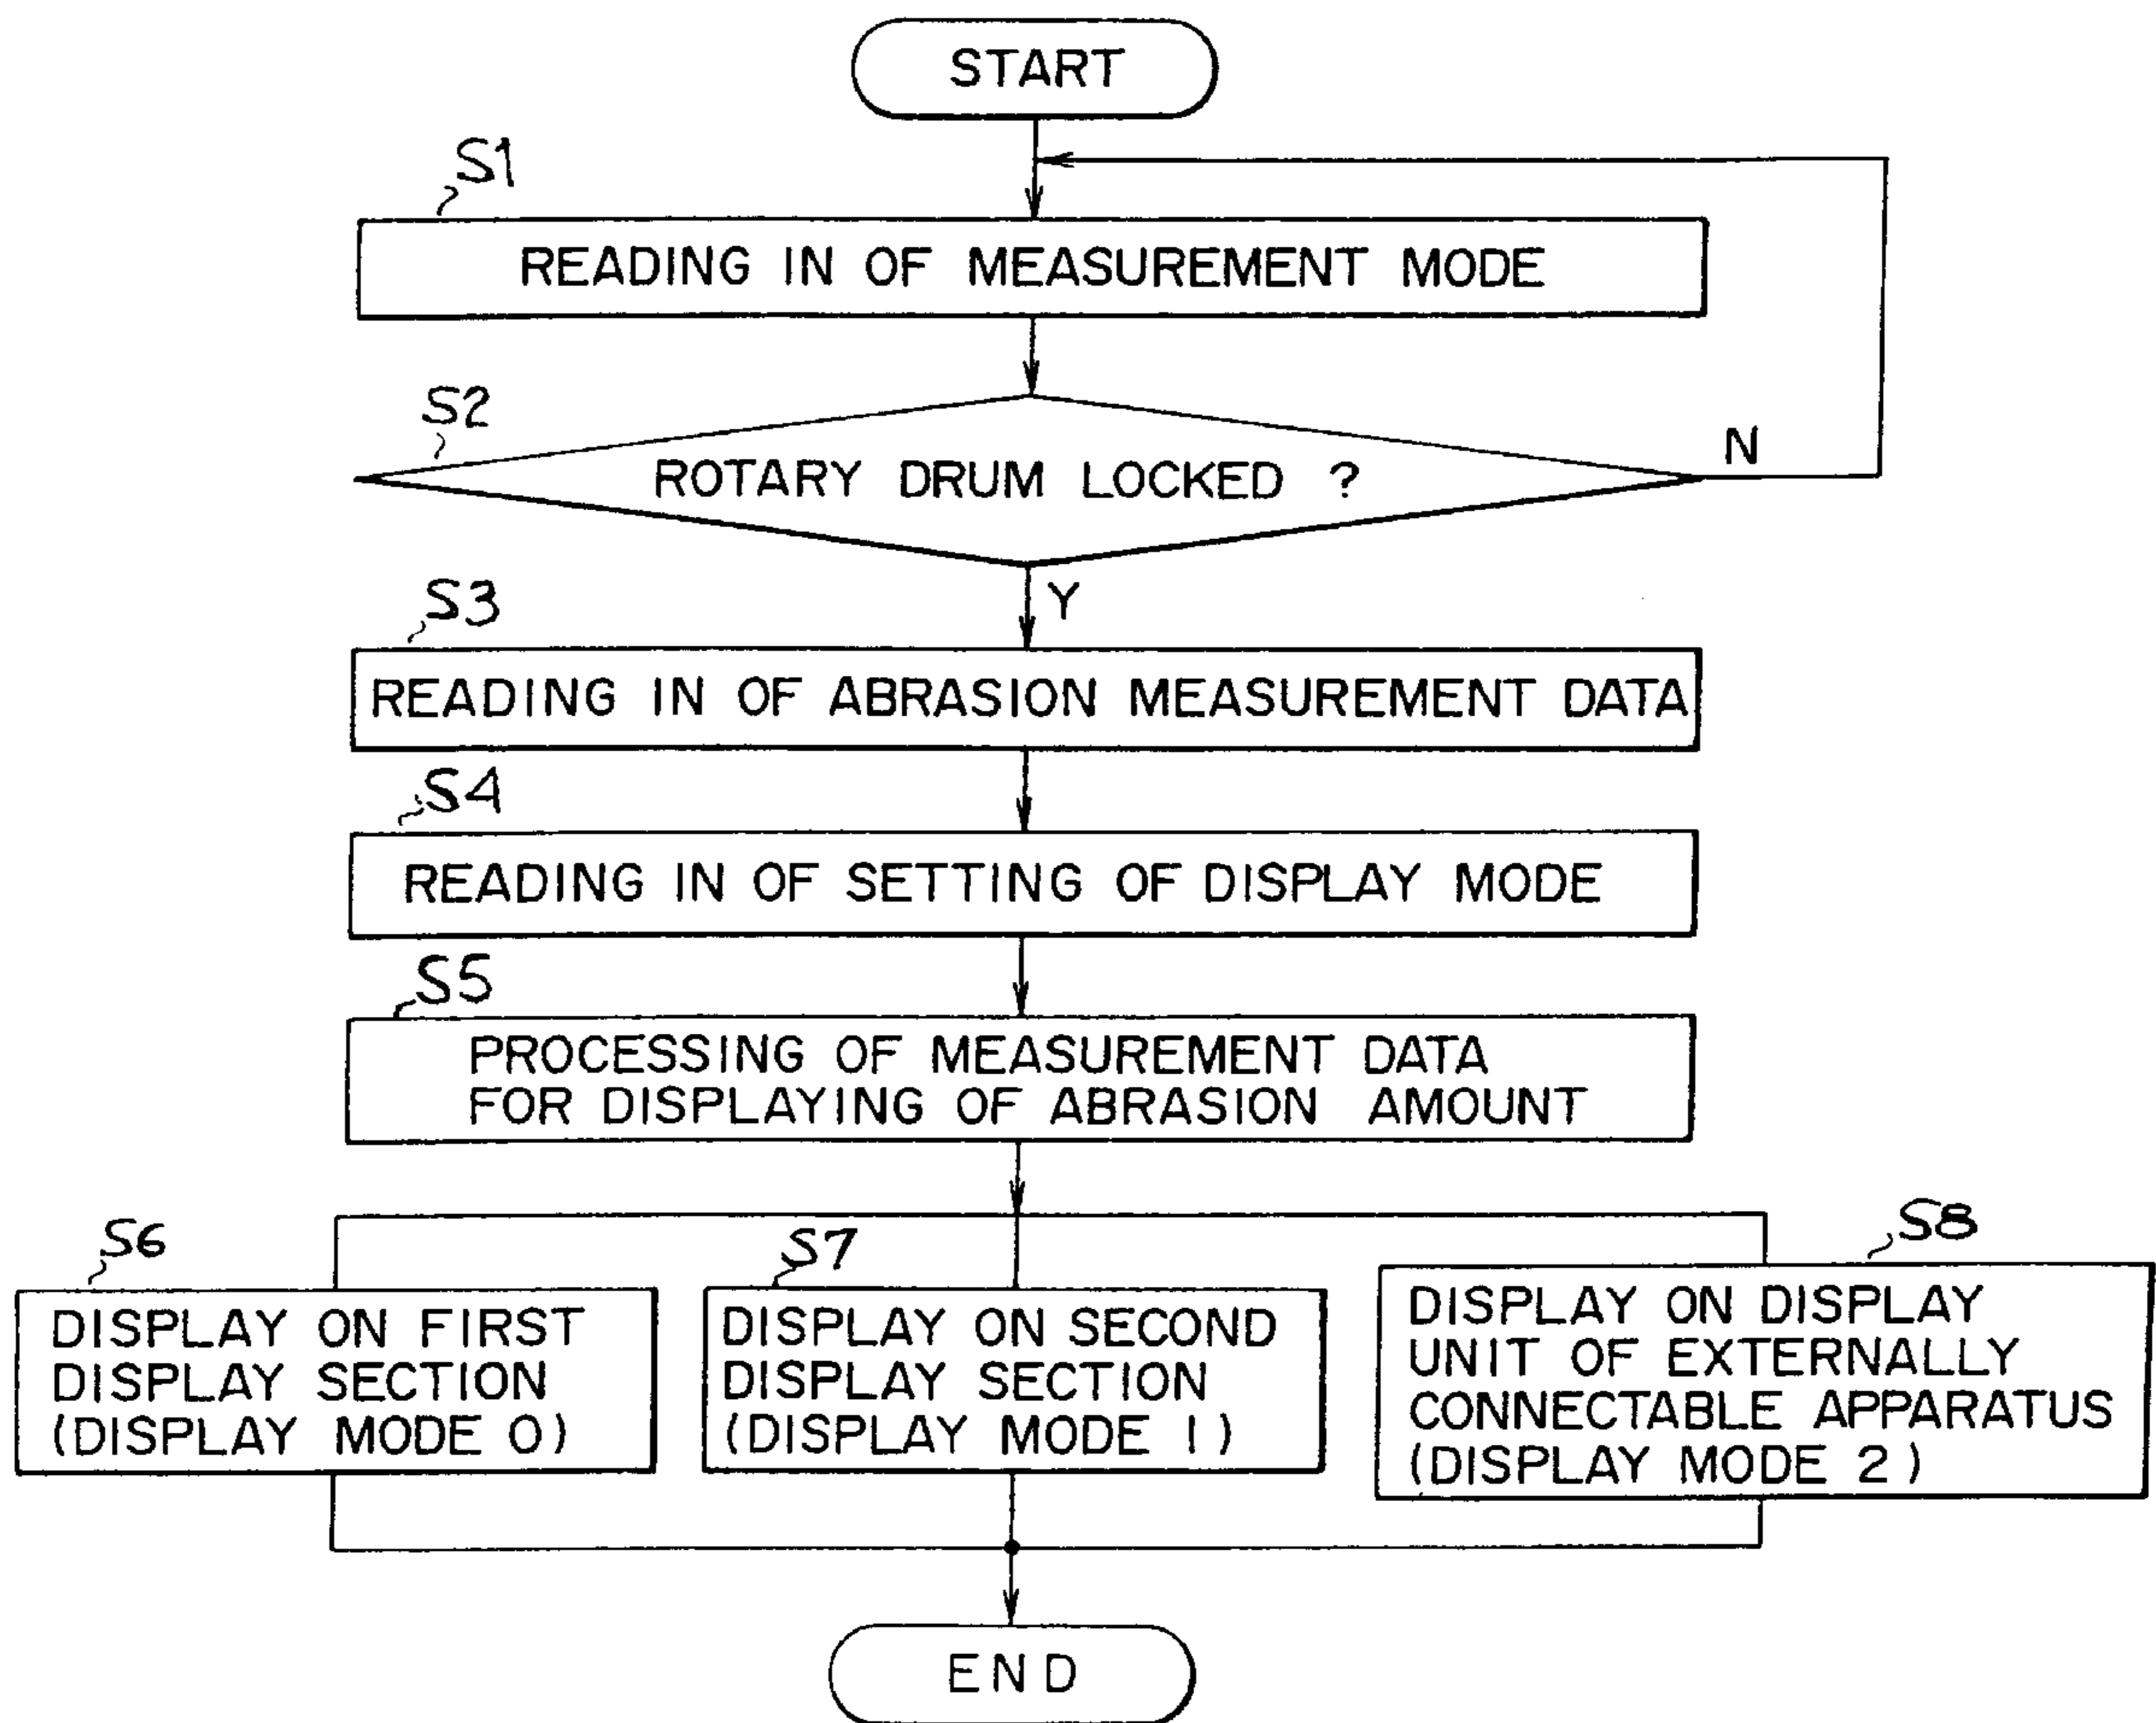 START
S1
READING IN OF MEASUREMENT MODE
S2
ROTARY DRUM LOCKED ?
N
Y
S3
READING IN OF ABRASION MEASUREMENT DATA
S4
READING IN OF SETTING OF DISPLAY MODE
S5
PROCESSING OF MEASUREMENT DATA
FOR DISPLAYING OF ABRASION AMOUNT
S6
DISPLAY ON FIRST
DISPLAY SECTION
(DISPLAY MODE 0)
S7
DISPLAY ON SECOND
DISPLAY SECTION
(DISPLAY MODE 1)
S8
DISPLAY ON DISPLAY
UNIT OF EXTERNALLY
CONNECTABLE APPARATUS
(DISPLAY MODE 2)
END